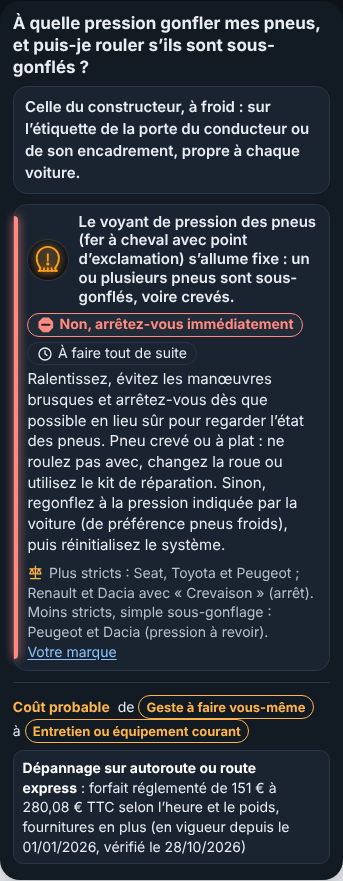 À quelle pression gonfler mes pneus,
et puis-je rouler s’ils sont sous-
gonflés ?
Celle du constructeur, à froid : sur
l’étiquette de la porte du conducteur ou
de son encadrement, propre à chaque
voiture.
Le voyant de pression des pneus
(fer à cheval avec point
d’exclamation) s’allume fixe : un
ou plusieurs pneus sont sous-
gonflés, voire crevés.
Non, arrêtez-vous immédiatement
À faire tout de suite
Ralentissez, évitez les manœuvres
brusques et arrêtez-vous dès que
possible en lieu sûr pour regarder l’état
des pneus. Pneu crevé ou à plat : ne
roulez pas avec, changez la roue ou
utilisez le kit de réparation. Sinon,
regonflez à la pression indiquée par la
voiture (de préférence pneus froids),
puis réinitialisez le système.
Plus stricts : Seat, Toyota et Peugeot ;
Renault et Dacia avec « Crevaison » (arrêt).
Moins stricts, simple sous-gonflage :
Peugeot et Dacia (pression à revoir).
Votre marque
Coût probable de Geste à faire vous-même
à Entretien ou équipement courant
Dépannage sur autoroute ou route
express : forfait réglementé de 151 € à
280,08 € TTC selon l’heure et le poids,
fournitures en plus (en vigueur depuis le
01/01/2026, vérifié le 28/10/2026)